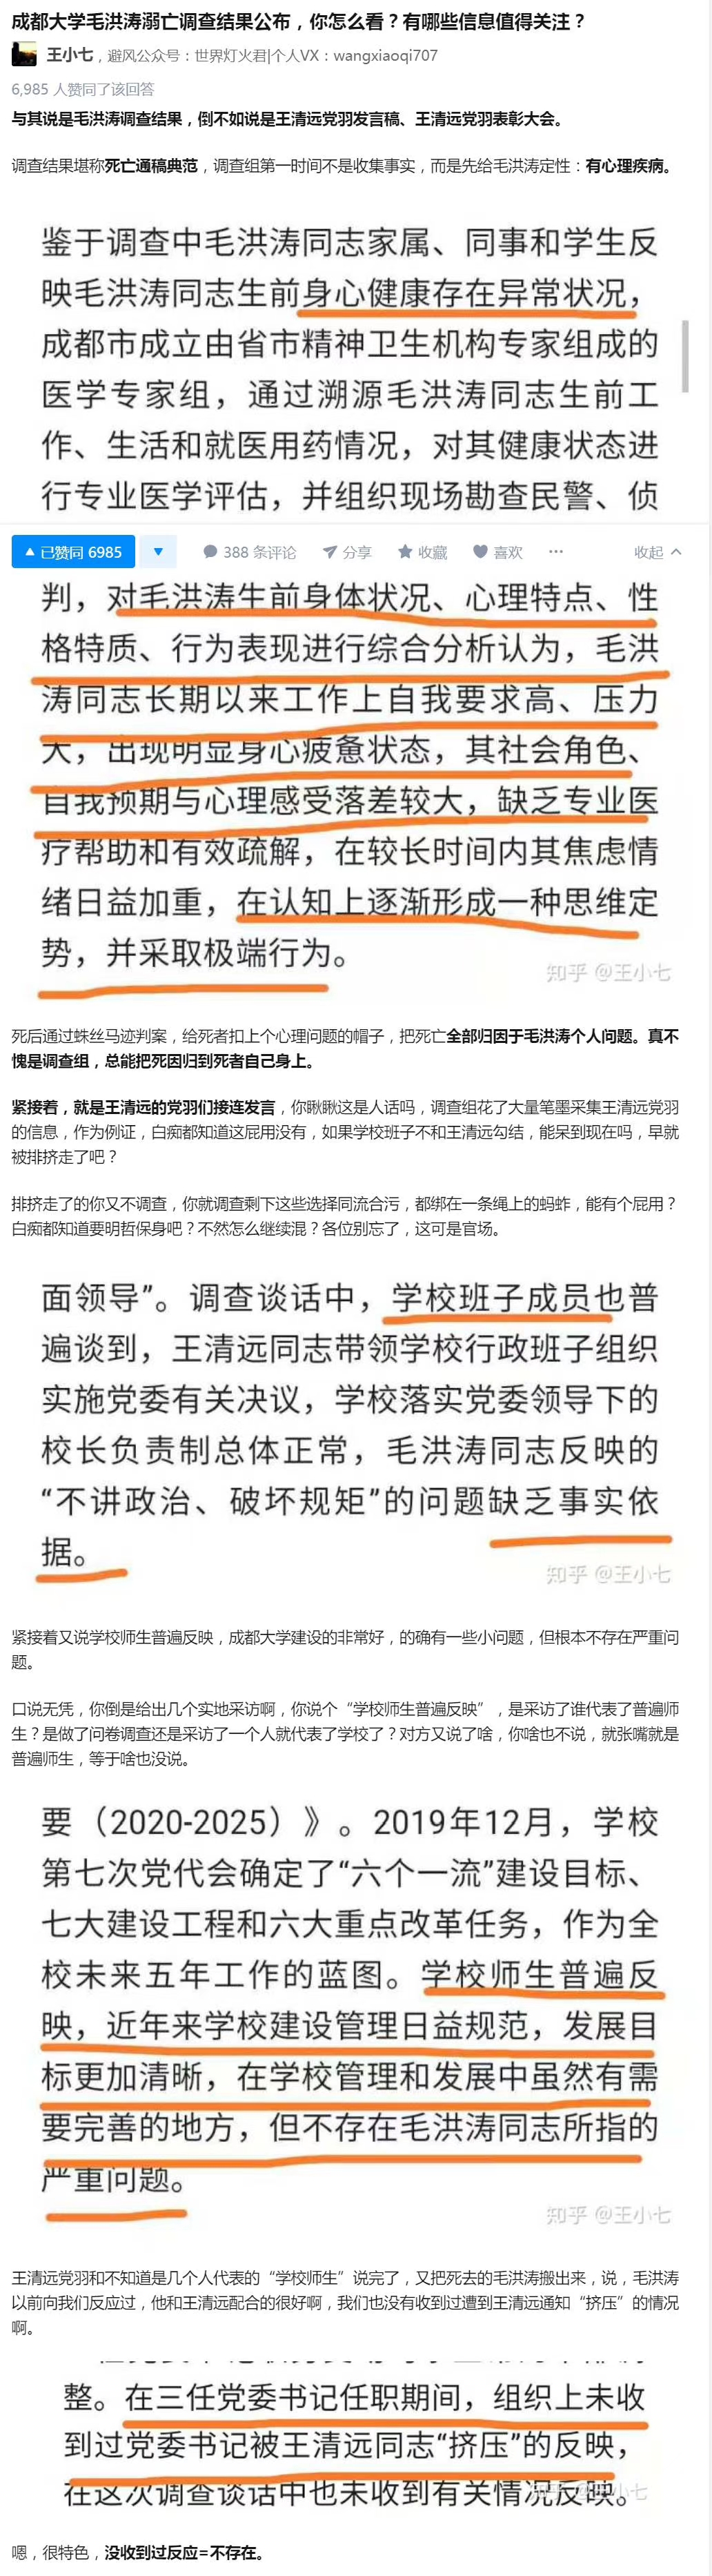 成都大学毛洪涛溺亡调查结果公布，你怎么看？有哪些信息值得关注？
王小七，避风公众号：世界灯火君|个人VX：wangxiaoqi707
6,985 人赞同了该回答
与其说是毛洪涛调查结果，倒不如说是王清远党羽发言稿、王清远党羽表彰大会。
调查结果堪称死亡通稿典范，调查组第一时间不是收集事实，而是先给毛洪涛定性：有心理疾病。
鉴于调查中毛洪涛同志家属、同事和学生反
映毛洪涛同志生前身心健康存在异常状况，
成都市成立由省市精神卫生机构专家组成的
医学专家组，通过溯源毛洪涛同志生前工
作、生活和就医用药情况，对其健康状态进
行专业医学评估，并组织现场勘查民警、侦
已赞同 6985
388 条评论
分享
收藏
喜欢
收起
判，对毛洪涛生前身体状况、心理特点、性
格特质、行为表现进行综合分析认为，毛洪
涛同志长期以来工作上自我要求高、压力
大，出现明显身心疲惫状态，其社会角色、
自我预期与心理感受落差较大，缺乏专业医
疗帮助和有效疏解，在较长时间内其焦虑情
绪日益加重，在认知上逐渐形成一种思维定
势，并采取极端行为。
知乎 @王小七
死后通过蛛丝马迹判案，给死者扣上个心理问题的帽子，把死亡全部归因于毛洪涛个人问题。真不
愧是调查组，总能把死因归到死者自己身上。
紧接着，就是王清远的党羽们接连发言，你瞅瞅这是人话吗，调查组花了大量笔墨采集王清远党羽
的信息，作为例证，白痴都知道这屁用没有，如果学校班子不和王清远勾结，能呆到现在吗，早就
被排挤走了吧？
排挤走了的你又不调查，你就调查剩下这些选择同流合污，都绑在一条绳上的蚂蚱，能有个屁用？
白痴都知道要明哲保身吧？不然怎么继续混？各位别忘了，这可是官场。
面领导”。调查谈话中，学校班子成员也普
遍谈到，王清远同志带领学校行政班子组织
实施党委有关决议，学校落实党委领导下的
校长负责制总体正常，毛洪涛同志反映的
“不讲政治、破坏规矩”的问题缺乏事实依
据。
知乎 @王小七
紧接着又说学校师生普遍反映，成都大学建设的非常好，的确有一些小问题，但根本不存在严重问
题。
口说无凭，你倒是给出几个实地采访啊，你说个“学校师生普遍反映”，是采访了谁代表了普遍师
生？是做了问卷调查还是采访了一个人就代表了学校了？对方又说了啥，你啥也不说，就张嘴就是
普遍师生，等于啥也没说。
要（2020-2025）》。2019年12月，学校
第七次党代会确定了“六个一流”建设目标、
七大建设工程和六大重点改革任务，作为全
校未来五年工作的蓝图。学校师生普遍反
映，近年来学校建设管理日益规范，发展目
标更加清晰，在学校管理和发展中虽然有需
要完善的地方，但不存在毛洪涛同志所指的
严重问题。
知乎 @王小七
王清远党羽和不知道是几个人代表的“学校师生”说完了，又把死去的毛洪涛搬出来，说，毛洪涛
以前向我们反应过，他和王清远配合的很好啊，我们也没有收到过遭到王清远通知“挤压”的情况
啊。
整。在三任党委书记任职期间，组织上未收
到过党委书记被王清远同志“挤压”的反映，
在这次调查谈话中也未收到有关情况反映。
知乎 @王小七
嗯，很特色，没收到过反应=不存在。